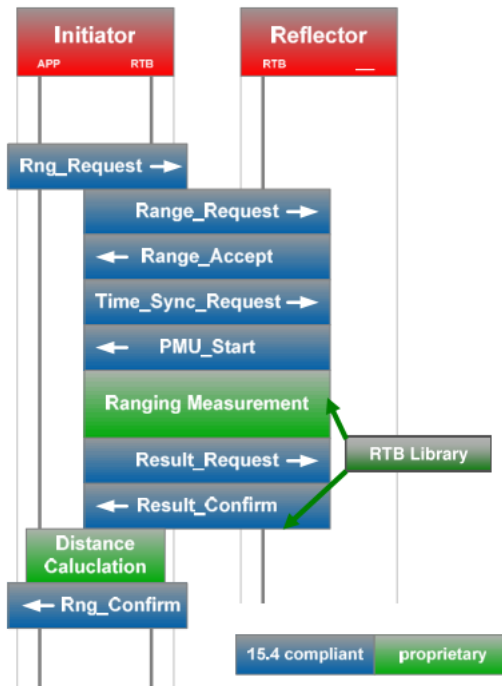 Initiator
APP
RTB
Reflector
RTB
__
Rng_Request →
Range_Request →
← Range_Accept
Time_Sync_Request →
← PMU_Start
Ranging Measurement
RTB Library
Result_Request →
← Result_Confirm
Distance
Caluclation
← Rng_Confirm
15.4 compliant
proprietary